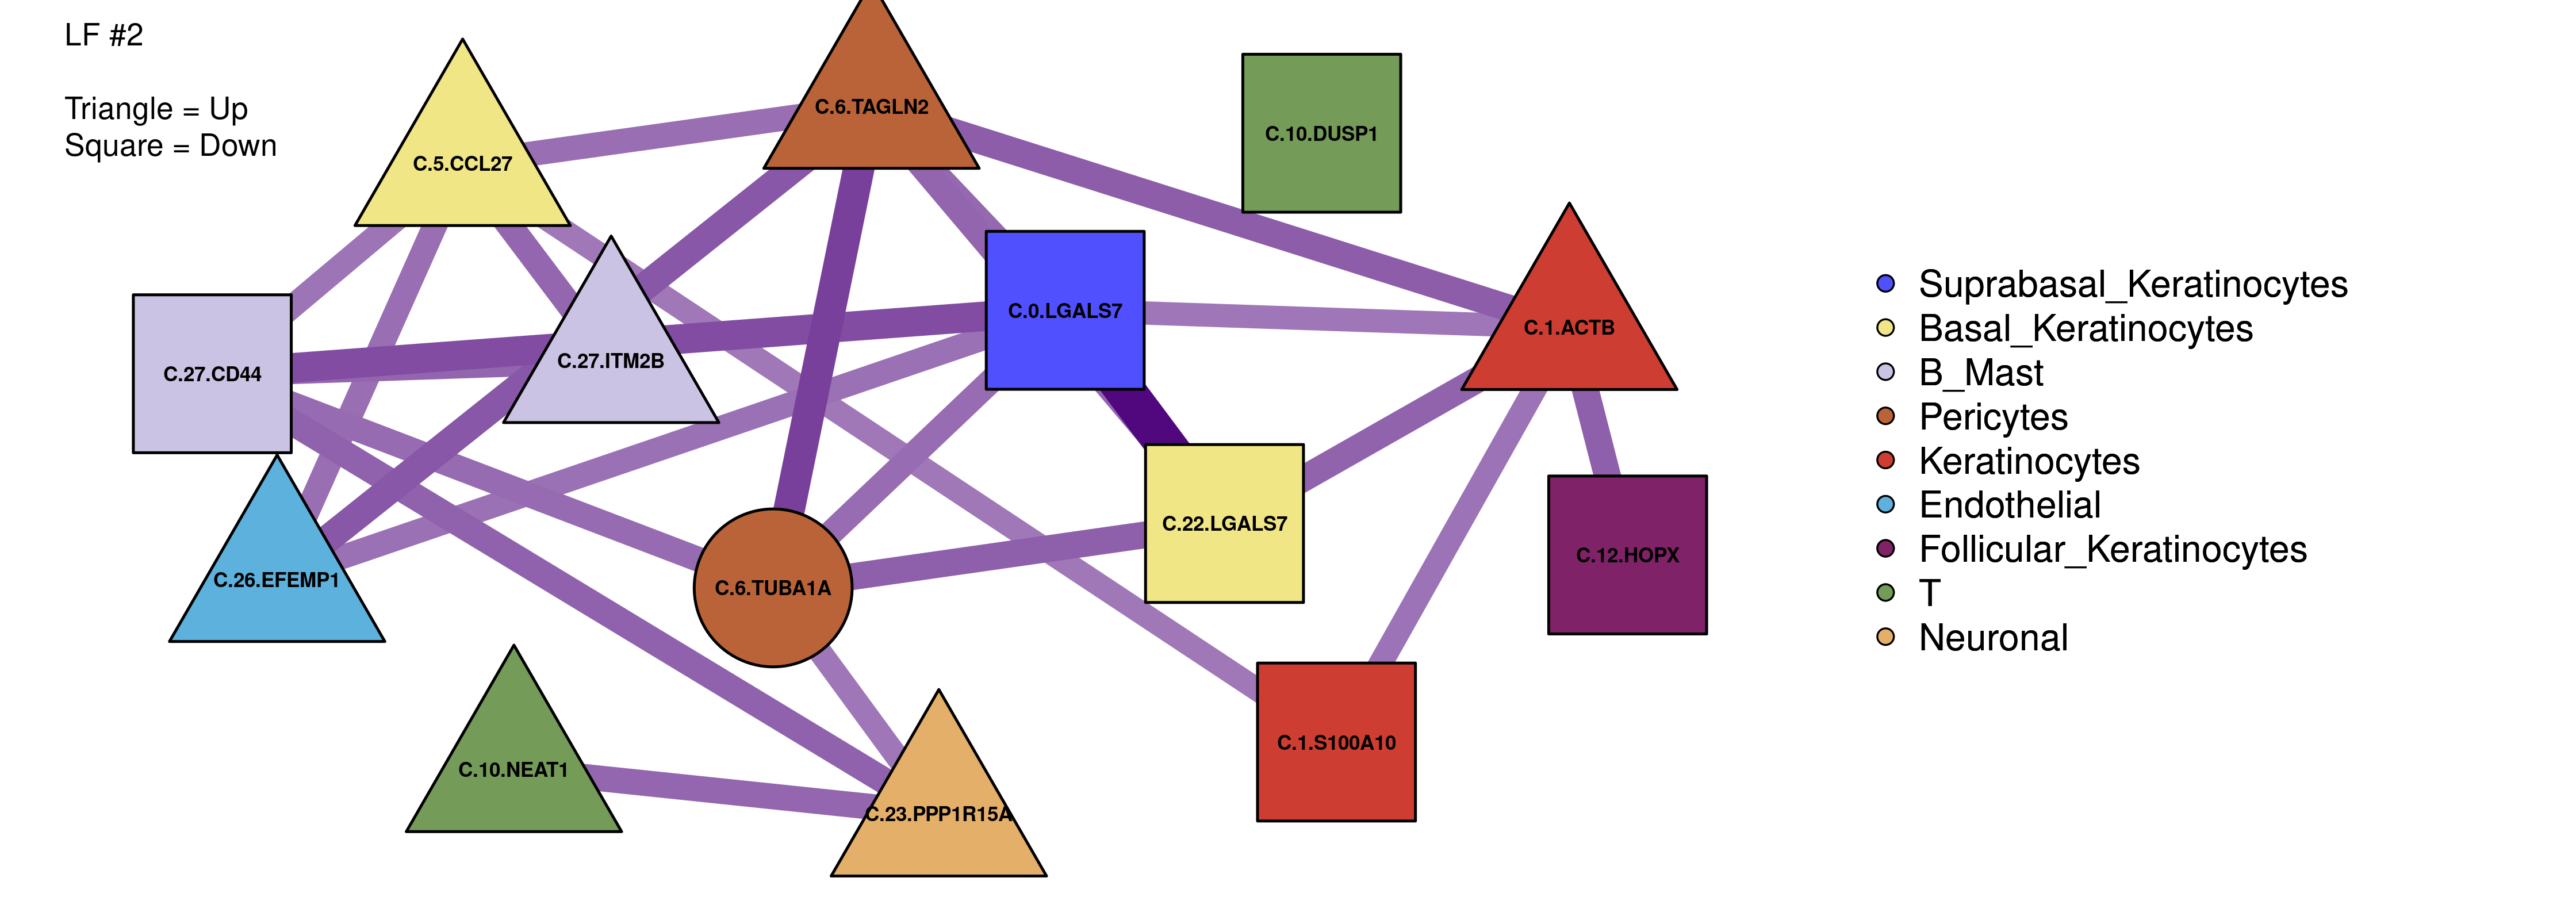 LF #2
Triangle = Up
Square = Down
C.6.TAGLN2
C.10.DUSP1
C.5.CCL27
C.0.LGALS7
C.1.ACTB
C.27.ITM2B
C.27.CD44
C.22.LGALS7
C.12.HOPX
C.26.EFEMP1
C.6.TUBA1A
C.1.S100A10
C.10.NEAT1
C.23.PPP1R15A
Suprabasal_Keratinocytes
Basal_Keratinocytes
B_Mast
Pericytes
Keratinocytes
Endothelial
Follicular_Keratinocytes
T
Neuronal